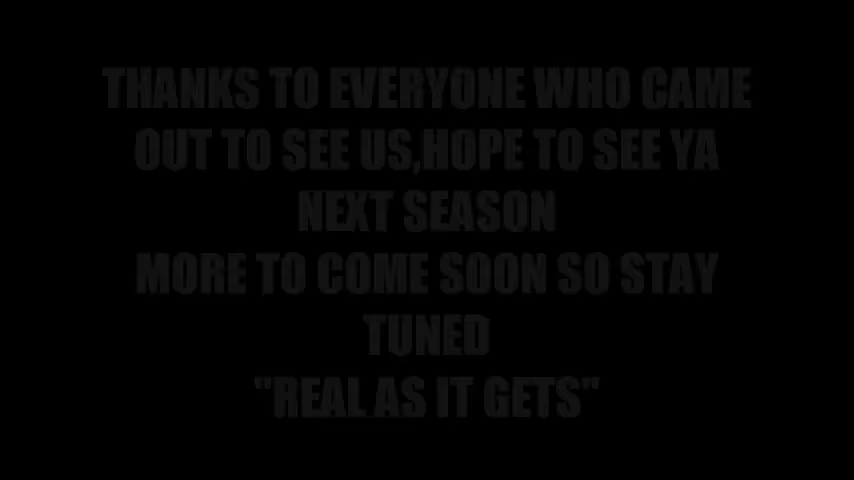 THANKS TO EVERYONE WHO CAME
OUT TO SEE US,HOPE TO SEE YA
NEXT SEASON
MORE TO COME SOON SO STAY
TUNED
"REAL AS IT GETS"